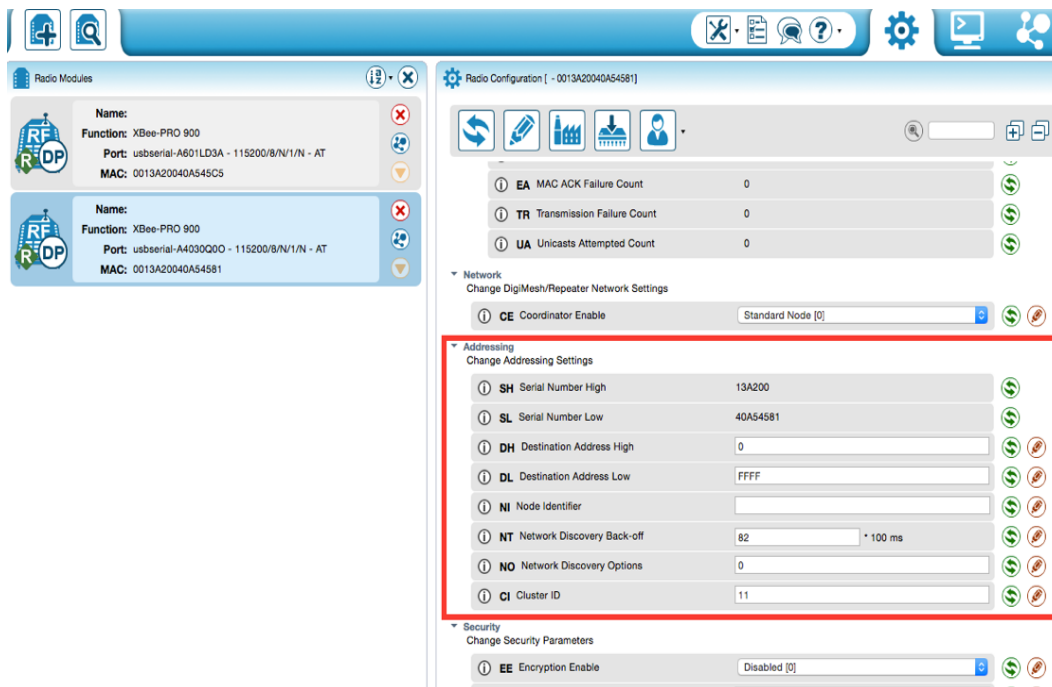 Radio Modules
Name:
Function: XBee-PRO 900
Port: usbserial-A601LD3A - 115200/8/N/1/N - AT
MAC: 0013A20040A545C5
RF
R
DP
Name:
Function: XBee-PRO 900
Port: usbserial-A4030Q0O - 115200/8/N/1/N - AT
MAC: 0013A20040A54581
RF
R
DP
Radio Configuration [ - 0013A20040A54581]
EA MAC ACK Failure Count 0
TR Transmission Failure Count 0
UA Unicasts Attempted Count 0
Network
Change DigiMesh/Repeater Network Settings
CE Coordinator Enable Standard Node [0]
Addressing
Change Addressing Settings
SH Serial Number High 13A200
SL Serial Number Low 40A54581
DH Destination Address High 0
DL Destination Address Low FFFF
NI Node Identifier
NT Network Discovery Back-off 82 * 100 ms
NO Network Discovery Options 0
CI Cluster ID 11
Security
Change Security Parameters
EE Encryption Enable Disabled [0]